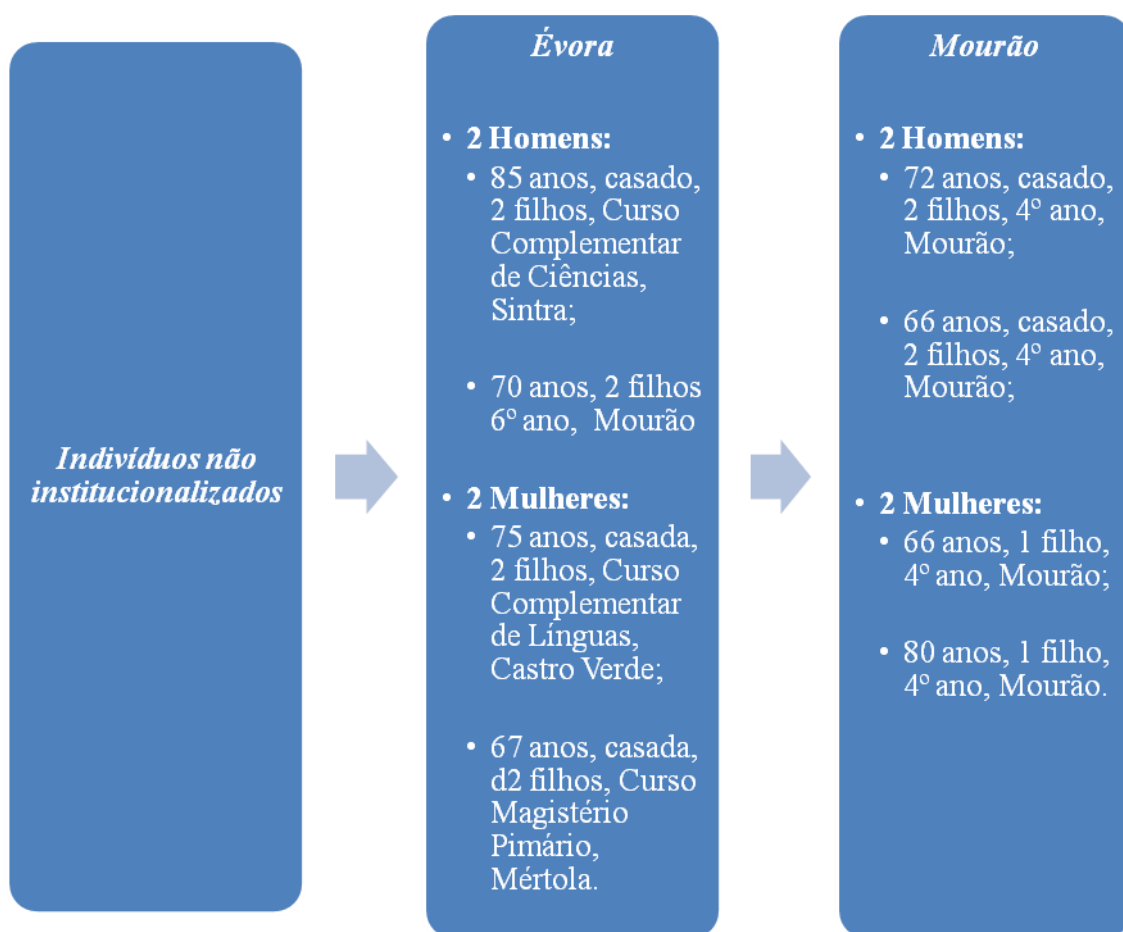 Indivíduos não
institucionalizados
Évora
• 2 Homens:
• 85 anos, casado,
2 filhos, Curso
Complementar
de Ciências,
Sintra;
• 70 anos, 2 filhos
6º ano, Mourão
• 2 Mulheres:
• 75 anos, casada,
2 filhos, Curso
Complementar
de Línguas,
Castro Verde;
• 67 anos, casada,
d2 filhos, Curso
Magistério
Pimário,
Mértola.
Mourão
• 2 Homens:
• 72 anos, casado,
2 filhos, 4º ano,
Mourão;
• 66 anos, casado,
2 filhos, 4º ano,
Mourão;
• 2 Mulheres:
• 66 anos, 1 filho,
4º ano, Mourão;
• 80 anos, 1 filho,
4º ano, Mourão.